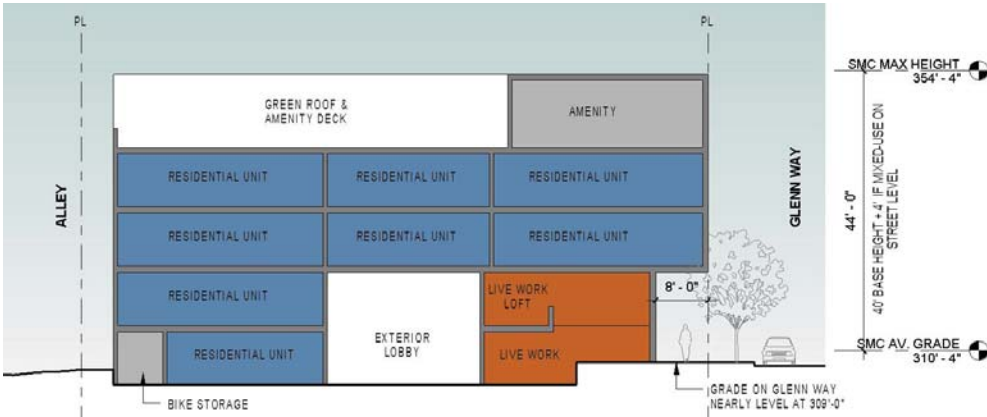 PL
PL
SMC MAX HEIGHT
354' - 4"
GREEN ROOF &
AMENITY DECK
AMENITY
RESIDENTIAL UNIT
RESIDENTIAL UNIT
RESIDENTIAL UNIT
ALLEY
GLENN WAY
44' - 0"
40' BASE HEIGHT + 4' IF MIXED-USE ON
STREET LEVEL
RESIDENTIAL UNIT
RESIDENTIAL UNIT
RESIDENTIAL UNIT
RESIDENTIAL UNIT
LIVE WORK
LOFT
8' - 0"
EXTERIOR
LOBBY
RESIDENTIAL UNIT
LIVE WORK
SMC AV. GRADE
310' - 4"
BIKE STORAGE
GRADE ON GLENN WAY
NEARLY LEVEL AT 309'-0"